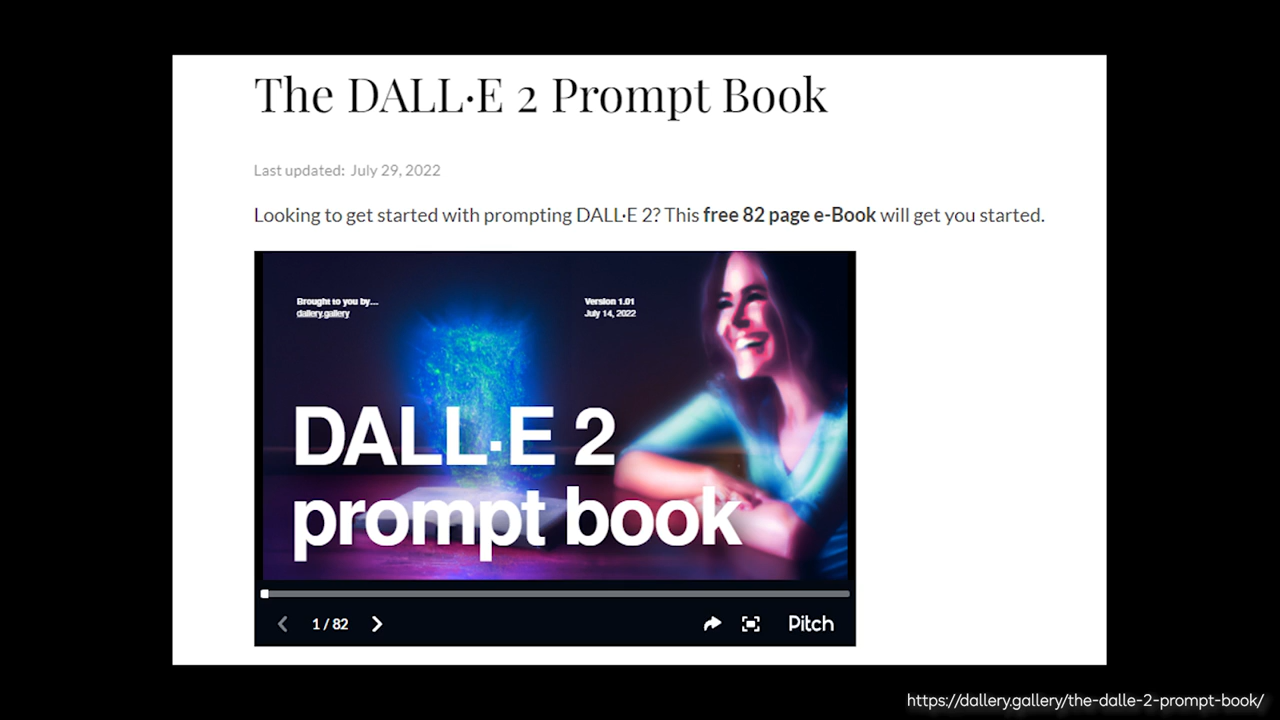 The DALL·E 2 Prompt Book
Last updated: July 29, 2022
Looking to get started with prompting DALL·E 2? This free 82 page e-Book will get you started.
Brought to you by....
dallery.gallery
Version 1.01
July 14, 2022
DALL·E 2
prompt book
1 / 82
Pitch
https://dallery.gallery/the-dalle-2-prompt-book/